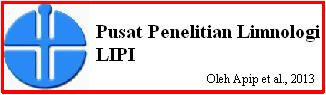 Pusat Penelitian Limnologi
LIPI
Oleh Apip et al., 2013